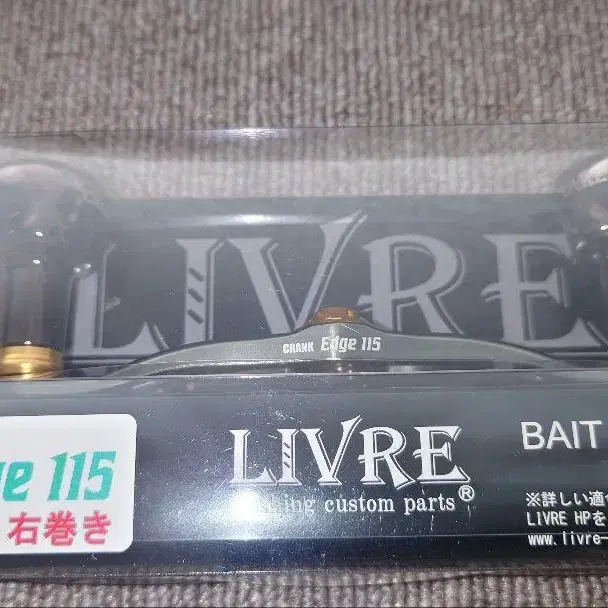 LIVRE
CRANK Edge 115
LIVRE
custom parts®
115
右巻き
BAIT
※詳しい適
LIVRE HPを
www.livre-